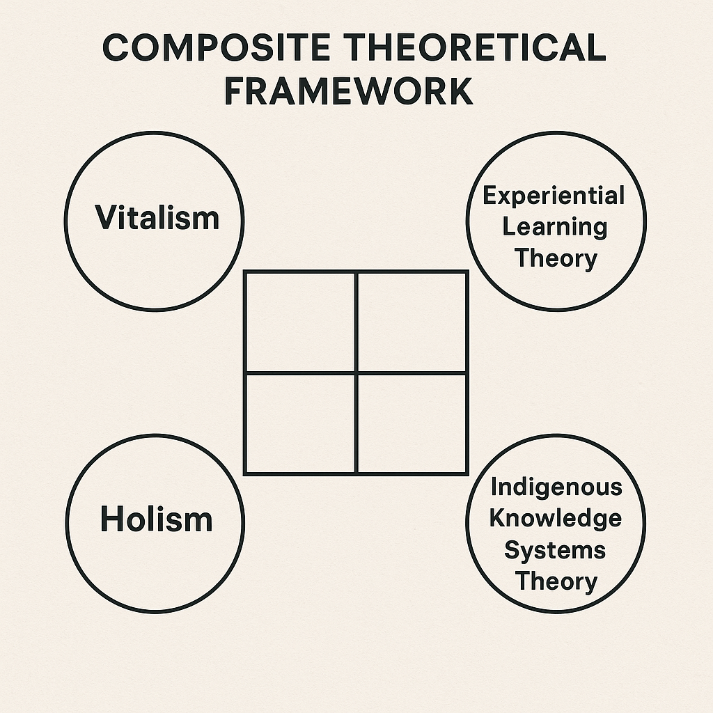 COMPOSITE THEORETICAL
FRAMEWORK
Vitalism
Experiential
Learning
Theory
Holism
Indigenous
Knowledge
Systems
Theory